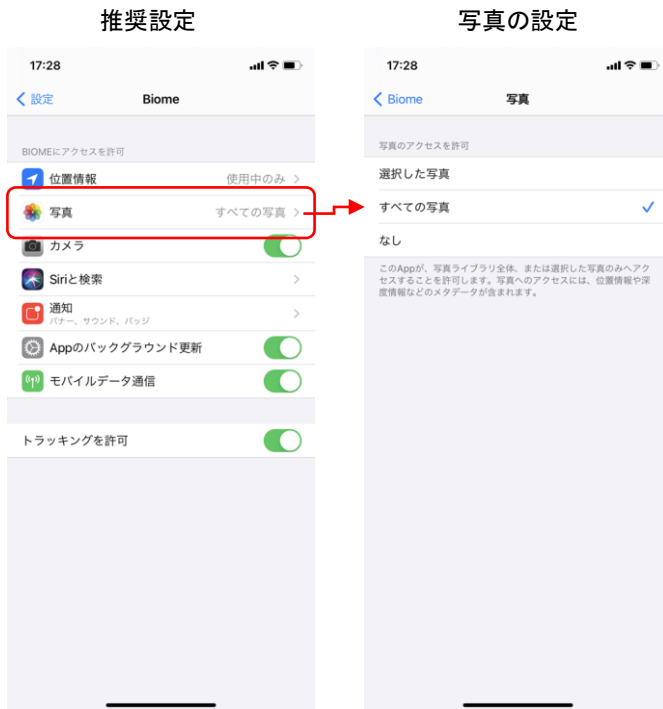 推奨設定
17:28
設定
Biome
BIOMEにアクセスを許可
位置情報
使用中のみ
写真
すべての写真
カメラ
Siriと検索
通知
バナー、サウンド、バッジ
Appのバックグラウンド更新
モバイルデータ通信
トラッキングを許可
写真の設定
17:28
Biome
写真
写真のアクセスを許可
選択した写真
すべての写真
なし
このAppが、写真ライブラリ全体、または選択した写真のみへアク
セスすることを許可します。写真へのアクセスには、位置情報や深
度情報などのメタデータが含まれます。